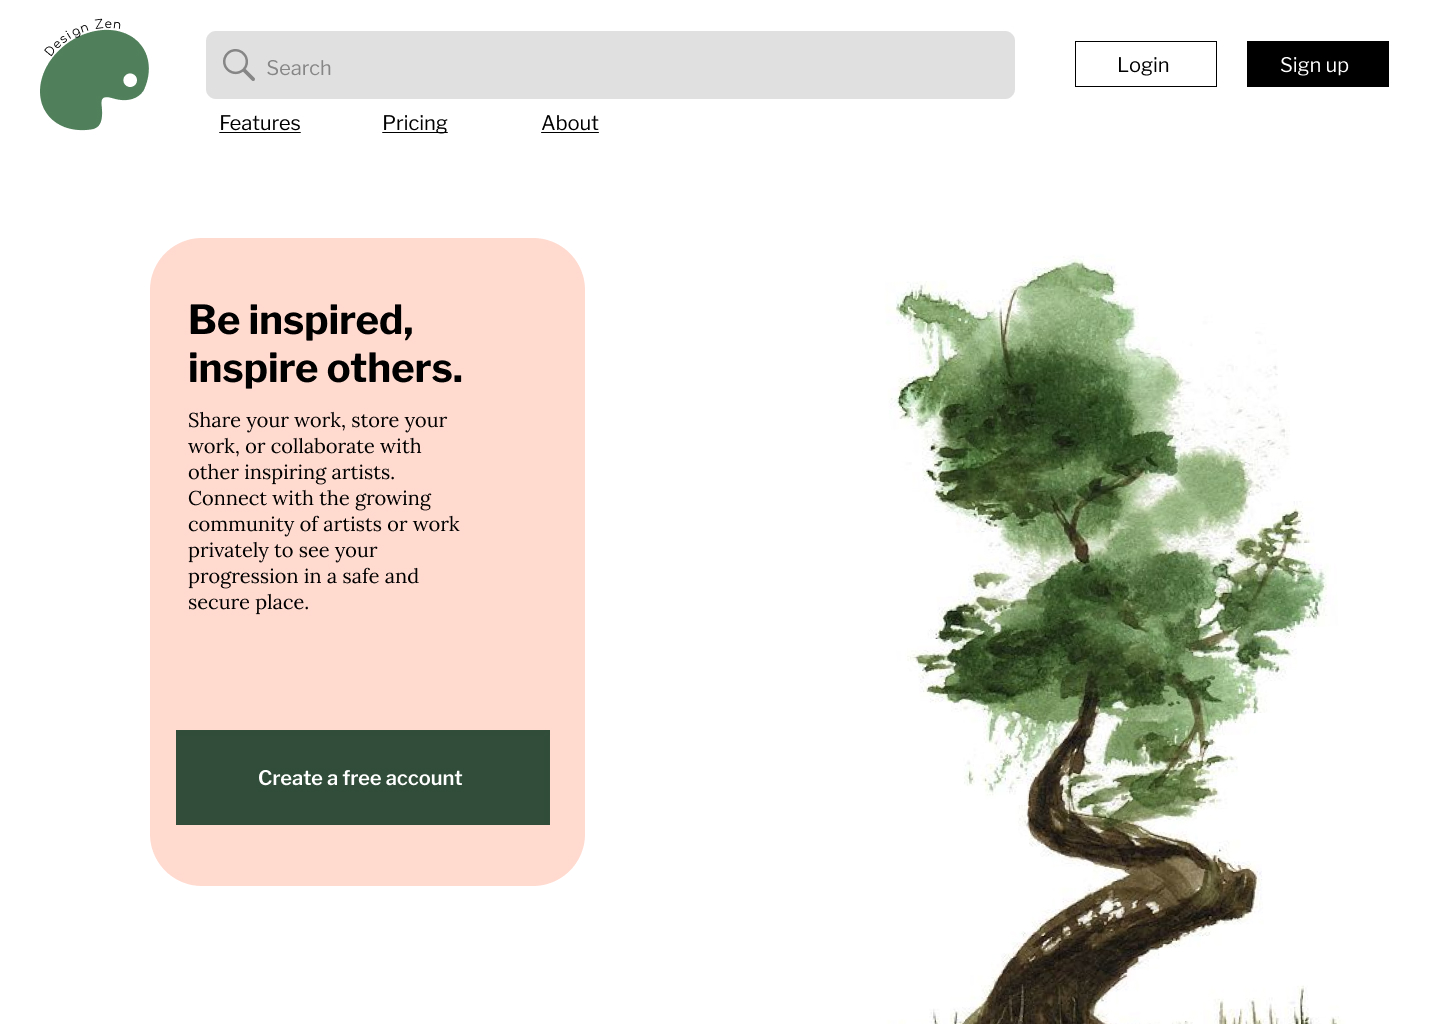 Design Zen
Search
Login
Sign up
Features
Pricing
About
Be inspired,
inspire others.
Share your work, store your
work, or collaborate with
other inspiring artists.
Connect with the growing
community of artists or work
privately to see your
progression in a safe and
secure place.
Create a free account